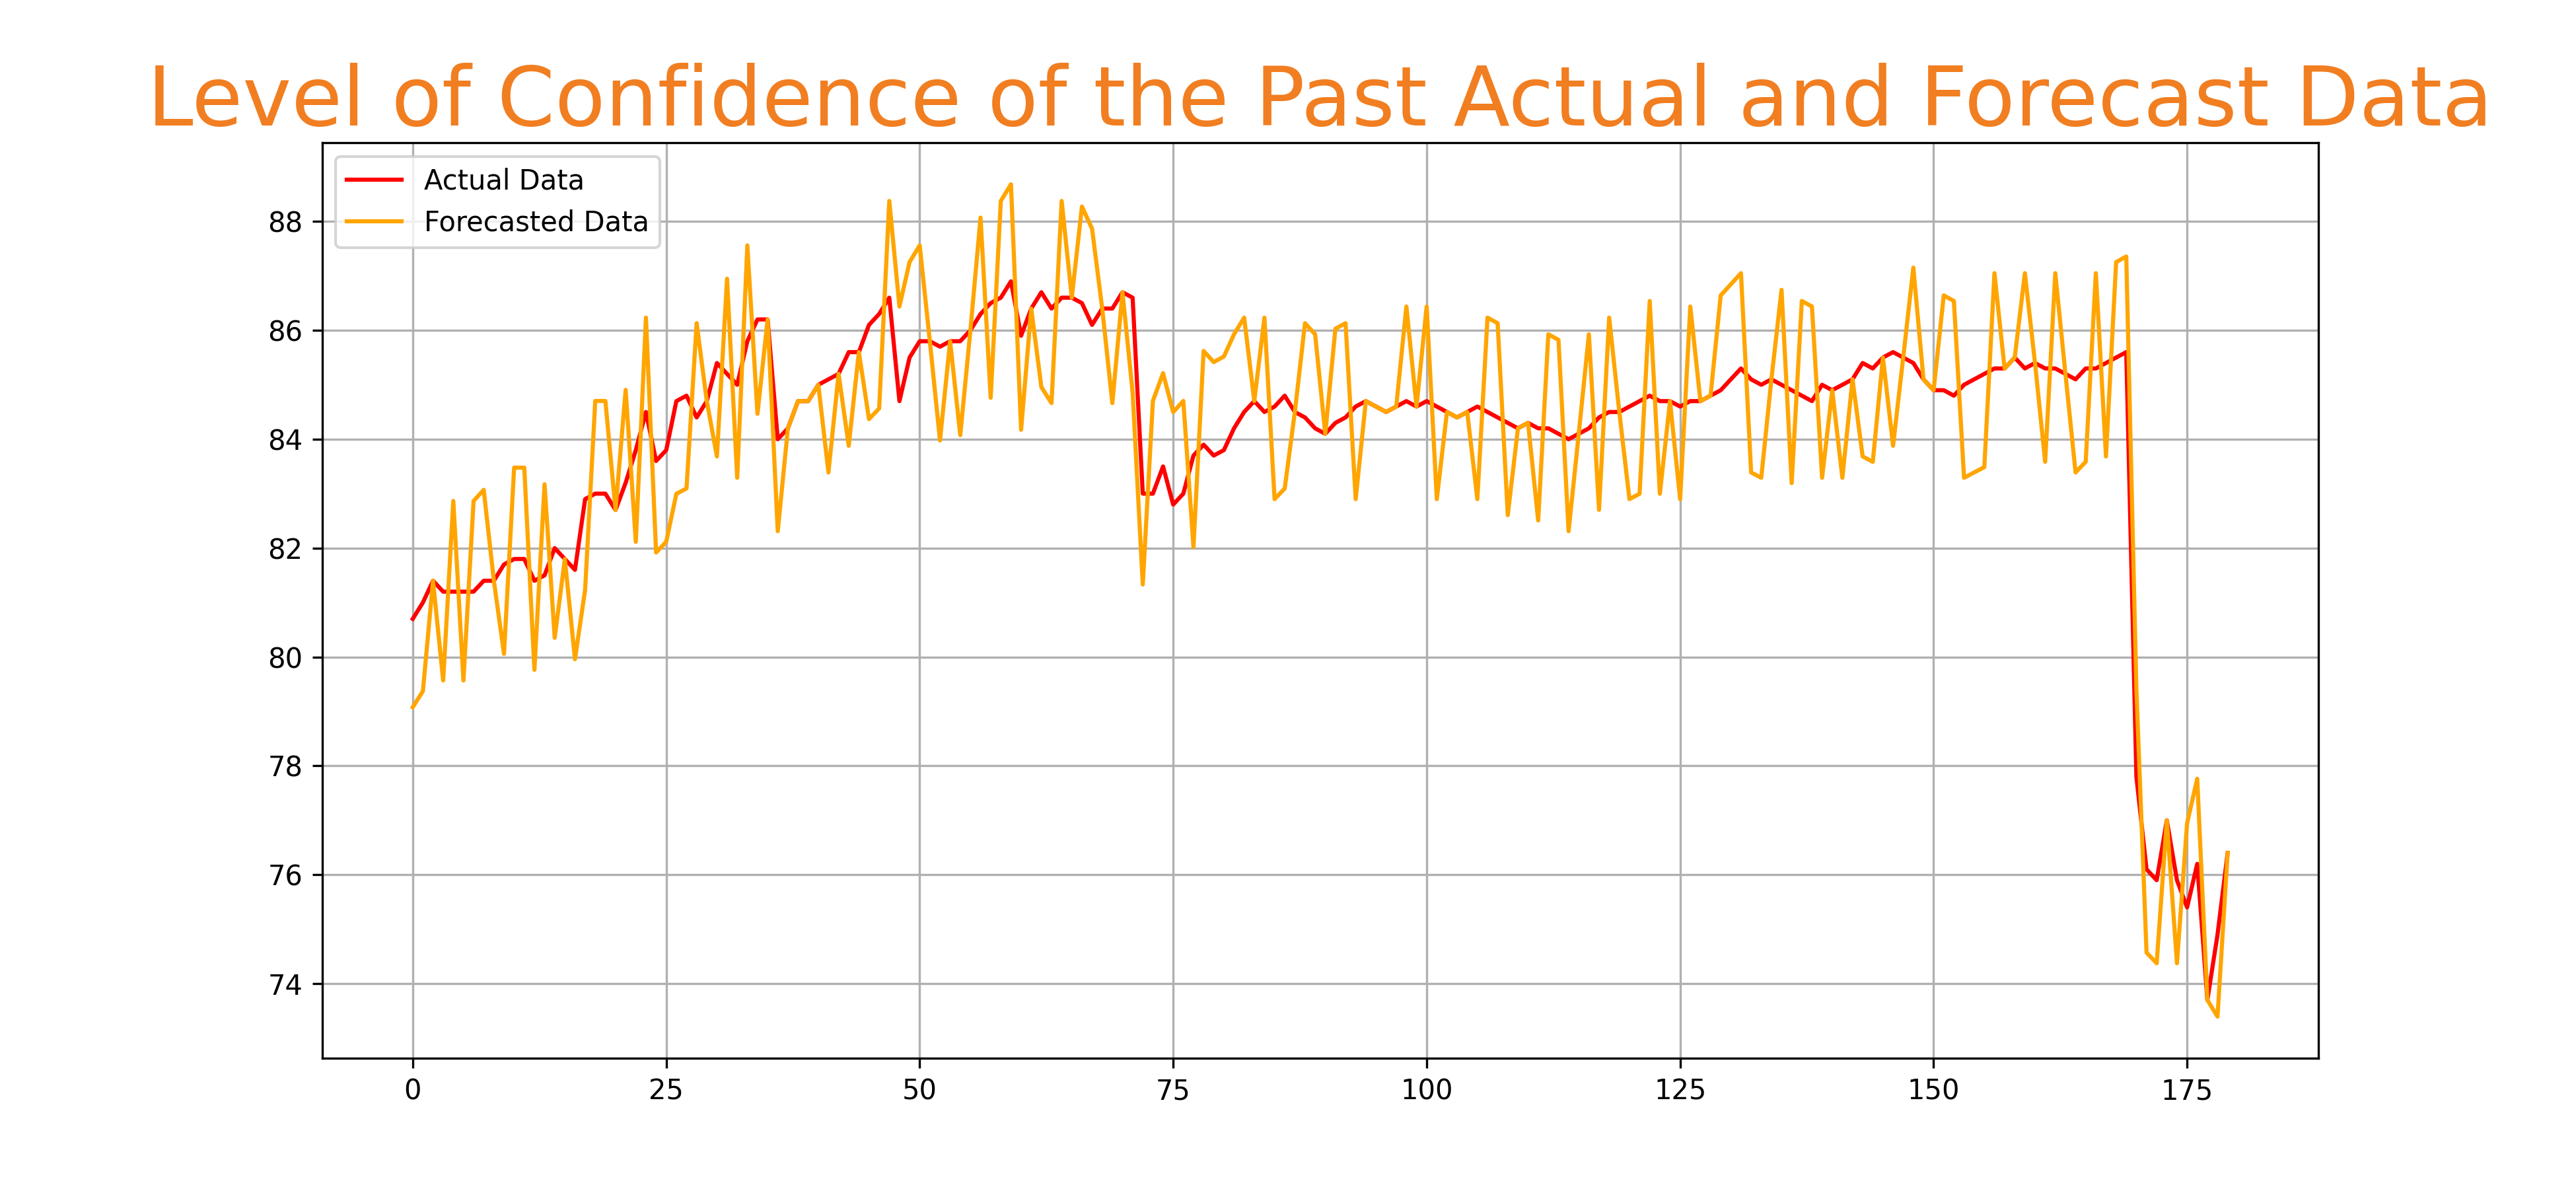 Level of Confidence of the Past Actual and Forecast Data
Actual Data
Forecasted Data
88
86
84
82
80
78
76
74
0 25 50 75 100 125 150 175